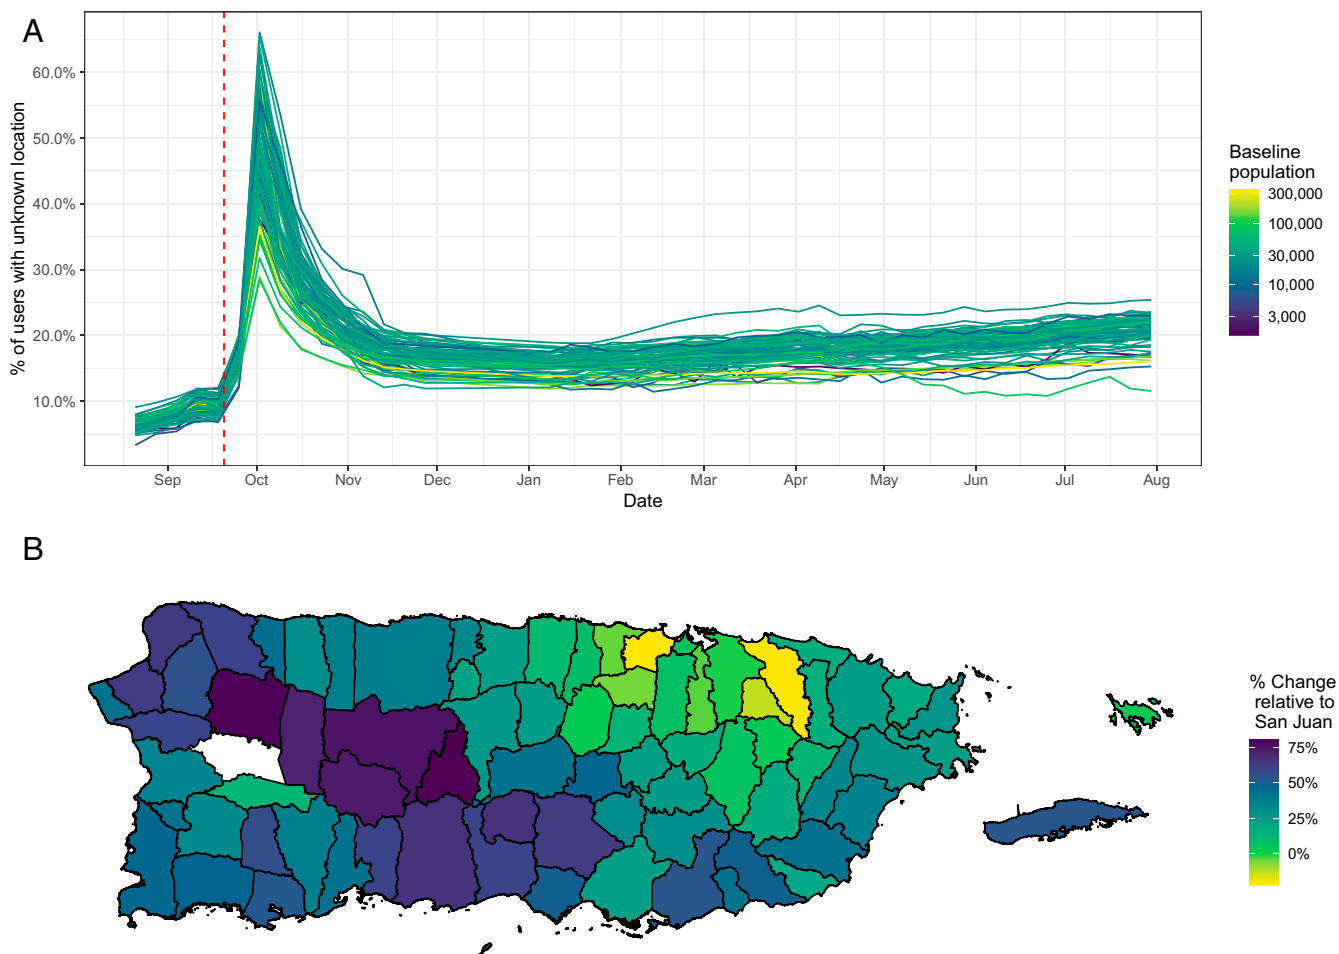 A
60.0%
50.0%
40.0%
30.0%
20.0%
10.0%
% of users with unknown location
Sep Oct Nov Dec Jan Feb Mar Apr May Jun Jul Aug
Date
Baseline
population
300,000
100,000
30,000
10,000
3,000
B
% Change
relative to
San Juan
75%
50%
25%
0%